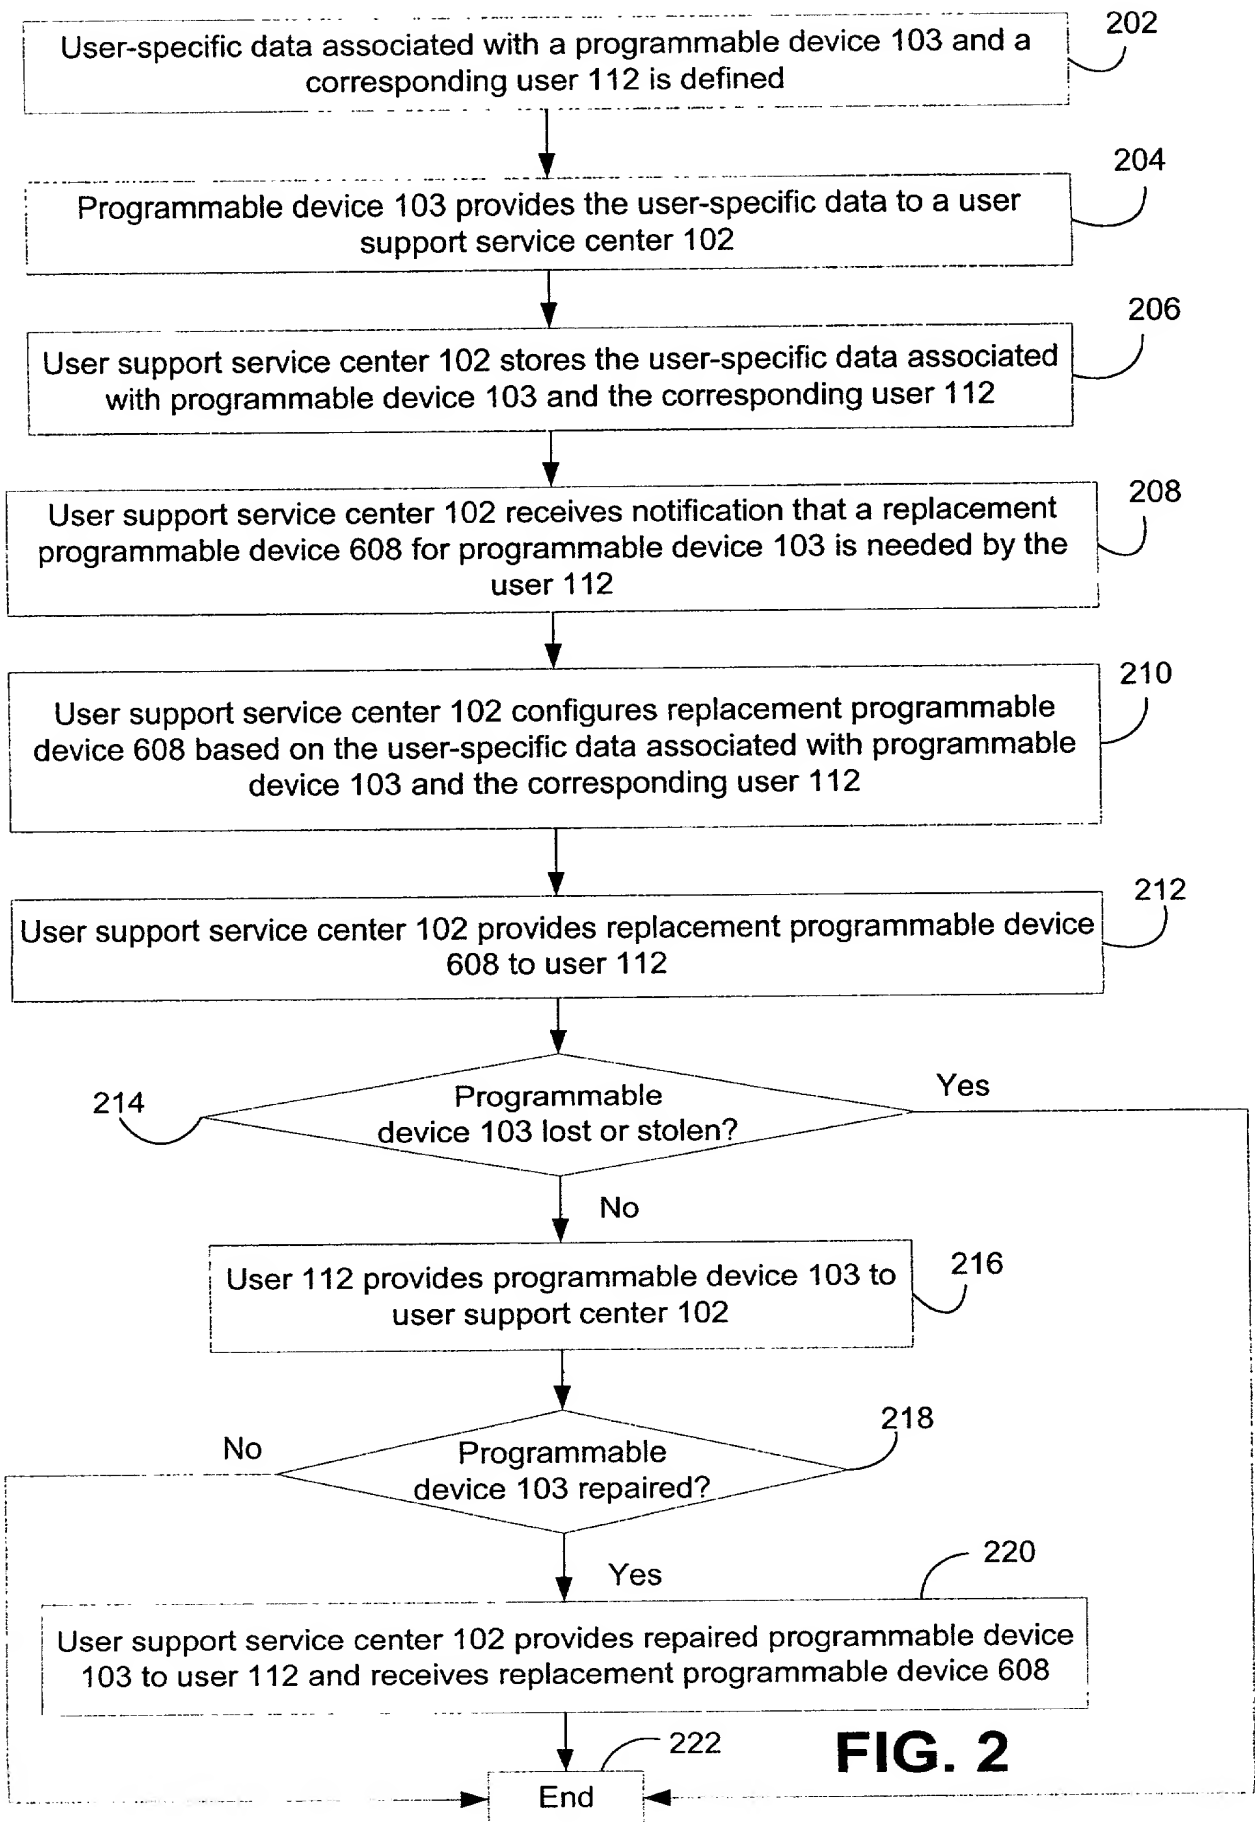 202
User-specific data associated with a programmable device 103 and a
corresponding user 112 is defined
204
Programmable device 103 provides the user-specific data to a user
support service center 102
206
User support service center 102 stores the user-specific data associated
with programmable device 103 and the corresponding user 112
208
User support service center 102 receives notification that a replacement
programmable device 608 for programmable device 103 is needed by the
user 112
210
User support service center 102 configures replacement programmable
device 608 based on the user-specific data associated with programmable
device 103 and the corresponding user 112
212
User support service center 102 provides replacement programmable device
608 to user 112
214
Programmable
device 103 lost or stolen?
Yes
No
216
User 112 provides programmable device 103 to
user support center 102
218
No
Programmable
device 103 repaired?
Yes
220
User support service center 102 provides repaired programmable device
103 to user 112 and receives replacement programmable device 608
222
FIG. 2
End